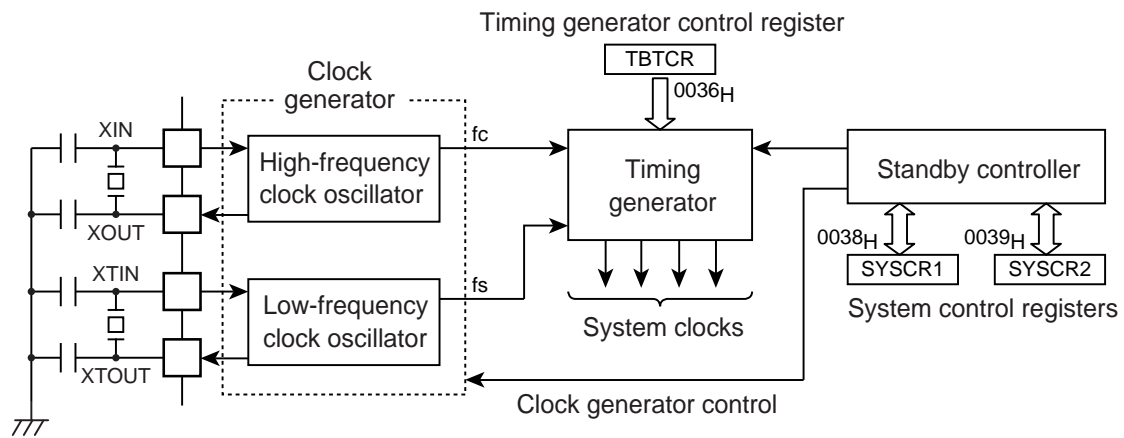 Timing generator control register
TBTCR
0036H
Clock
generator
XIN
High-frequency
clock oscillator
fc
XOUT
Timing
generator
Standby controller
0038H
0039H
SYSCR1
SYSCR2
System control registers
XTIN
Low-frequency
clock oscillator
fs
XTOUT
System clocks
Clock generator control